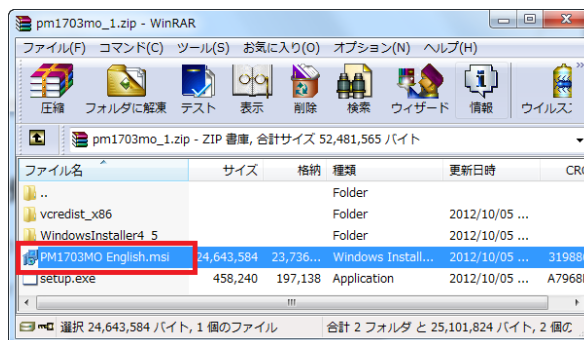 pm1703mo_1.zip - WinRAR
ファイル(F) コマンド(C) ツール(S) お気に入り(O) オプション(N) ヘルプ(H)
圧縮 フォルダに解凍 テスト 表示 削除 検索 ウィザード 情報 ウイルス
pm1703mo_1.zip - ZIP 書庫, 合計サイズ 52,481,565 バイト
ファイル名 サイズ 格納 種類 更新日時 CRC
.. Folder
vcredist_x86 Folder 2012/10/05 ...
WindowsInstaller4_5 Folder 2012/10/05 ...
PM1703MO English.msi 24,643,584 23,736... Windows Install... 2012/10/05 ... 31988
setup.exe 458,240 197,138 Application 2012/10/05 ... A7968
選択 24,643,584 バイト, 1 個のファイル 合計 2 フォルダ と 25,101,824 バイト, 2 個の